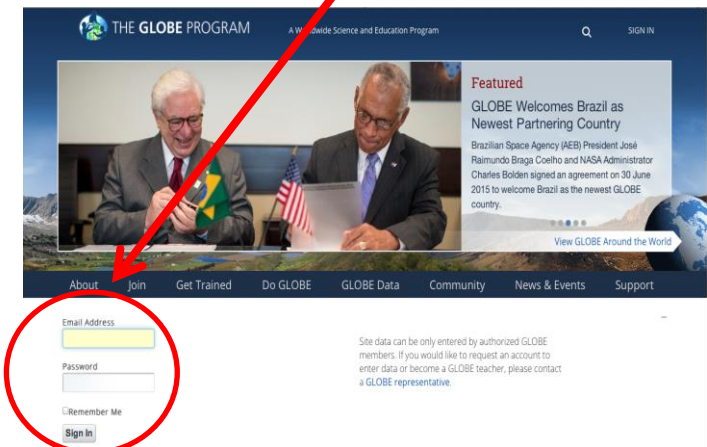 THE GLOBE PROGRAM
A Worldwide Science and Education Program
SIGN IN
Featured
GLOBE Welcomes Brazil as
Newest Partnering Country
Brazilian Space Agency (AEB) President José
Raimundo Braga Coelho and NASA Administrator
Charles Bolden signed an agreement on 30 June
2015 to welcome Brazil as the newest GLOBE
country.
View GLOBE Around the World
About Join Get Trained Do GLOBE GLOBE Data Community News & Events Support
Email Address
Password
Remember Me
Sign In
Site data can be only entered by authorized GLOBE
members. If you would like to request an account to
enter data or become a GLOBE teacher, please contact
a GLOBE representative.